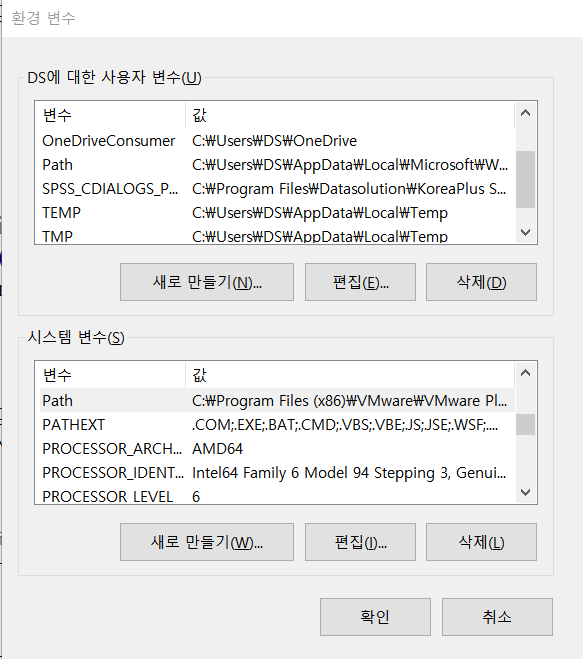 환경 변수
DS에 대한 사용자 변수(U)
변수 값
OneDriveConsumer C:₩Users₩DS₩OneDrive
Path C:₩Users₩DS₩AppData₩Local₩Microsoft₩W...
SPSS_CDIALOGS_P... C:₩Program Files₩Datasolution₩KoreaPlus S...
TEMP C:₩Users₩DS₩AppData₩Local₩Temp
TMP C:₩Users₩DS₩AppData₩Local₩Temp
새로 만들기(N)... 편집(E)... 삭제(D)
시스템 변수(S)
변수 값
Path C:₩Program Files (x86)₩VMware₩VMware Pl...
PATHEXT .COM;.EXE;.BAT;.CMD;.VBS;.VBE;.JS;.JSE;.WSF;....
PROCESSOR_ARCH... AMD64
PROCESSOR_IDENT... Intel64 Family 6 Model 94 Stepping 3, Genui...
PROCESSOR_LEVEL 6
새로 만들기(W)... 편집(I)... 삭제(L)
확인 취소